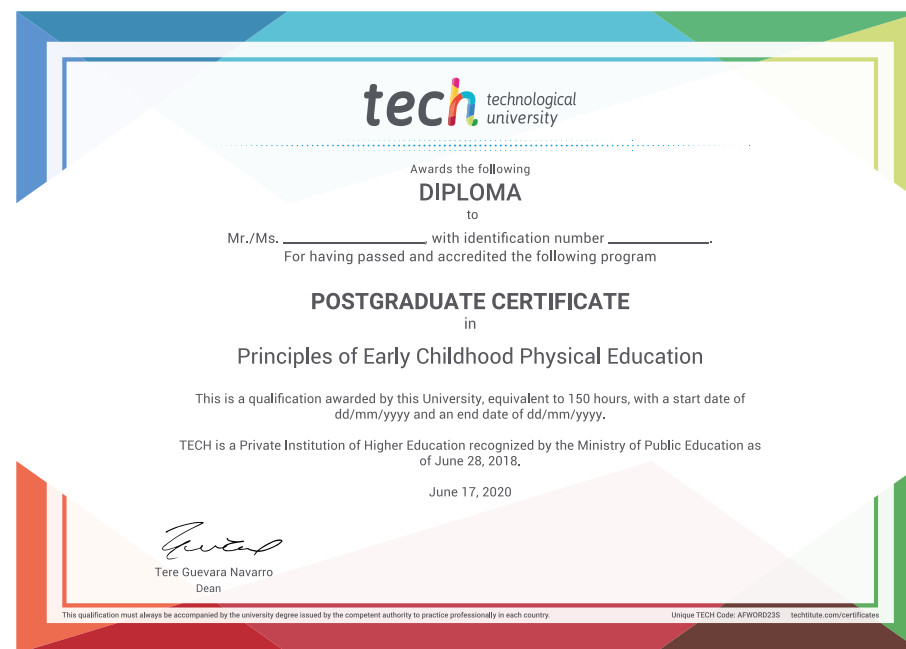 tech technological
university
Awards the following
DIPLOMA
to
Mr./Ms. ____________________, with identification number ______________.
For having passed and accredited the following program
POSTGRADUATE CERTIFICATE
in
Principles of Early Childhood Physical Education
This is a qualification awarded by this University, equivalent to 150 hours, with a start date of
dd/mm/yyyy and an end date of dd/mm/yyyy.
TECH is a Private Institution of Higher Education recognized by the Ministry of Public Education as
of June 28, 2018.
June 17, 2020
Tere Guevara Navarro
Dean
This qualification must always be accompanied by the university degree issued by the competent authority to practice professionally in each country.
Unique TECH Code: AFWORD23S techtitute.com/certificates